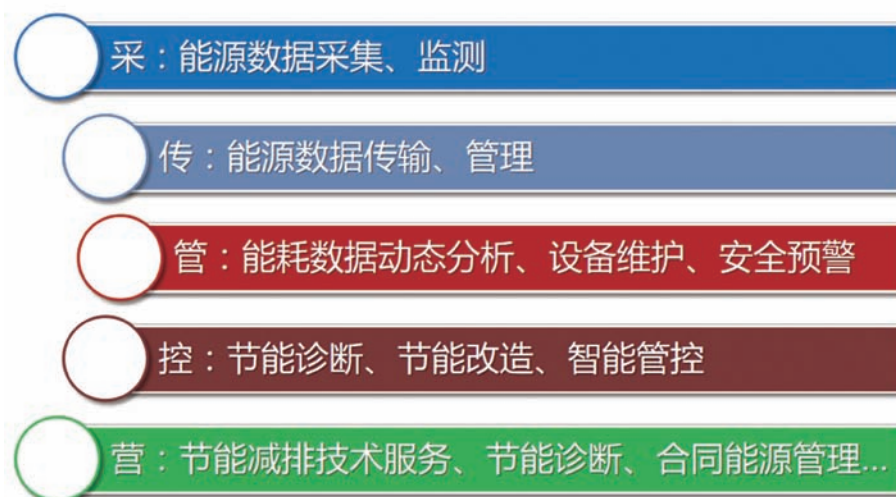 采：能源数据采集、监测
传：能源数据传输、管理
管：能耗数据动态分析、设备维护、安全预警
控：节能诊断、节能改造、智能管控
营：节能减排技术服务、节能诊断、合同能源管理...